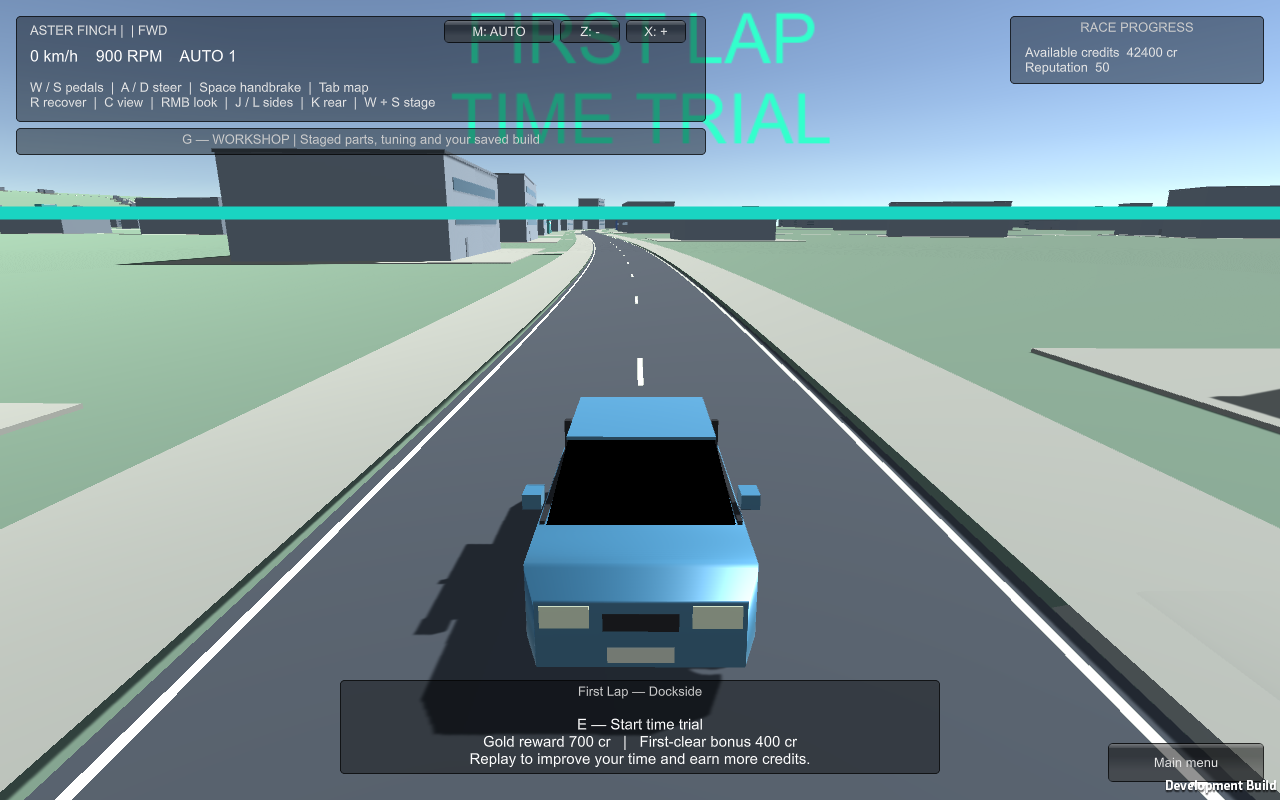 FIRST LAP
TIME TRIAL
ASTER FINCH | | FWD
M: AUTO
Z: -
X: +
0 km/h 900 RPM AUTO 1
W / S pedals | A / D steer | Space handbrake | Tab map
R recover | C view | RMB look | J / L sides | K rear | W + S stage
G — WORKSHOP | Staged parts, tuning and your saved build
RACE PROGRESS
Available credits 42400 cr
Reputation 50
First Lap — Dockside
E — Start time trial
Gold reward 700 cr | First-clear bonus 400 cr
Replay to improve your time and earn more credits.
Main menu
Development Build